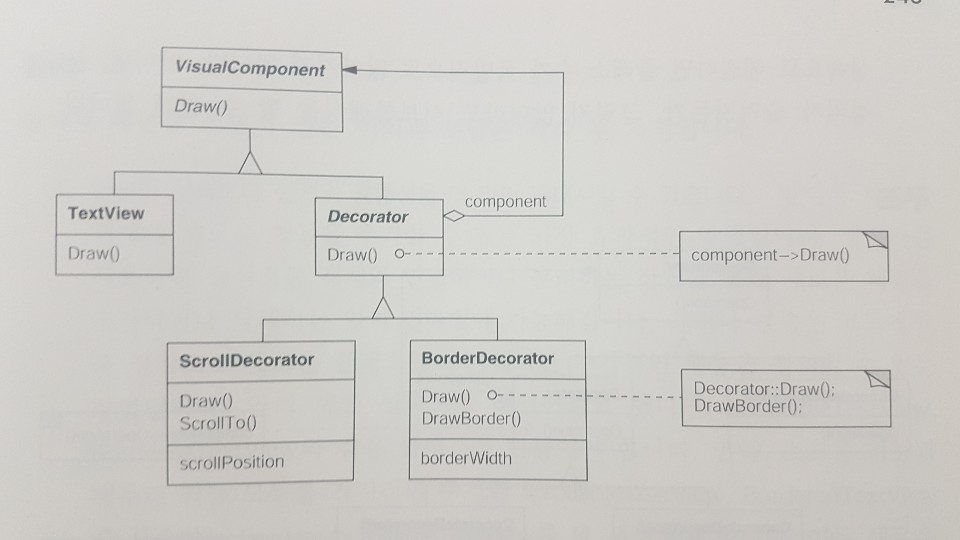 VisualComponent
Draw()
component
TextView
Draw()
Decorator
Draw()
component->Draw()
ScrollDecorator
Draw()
ScrollTo()
scrollPosition
BorderDecorator
Draw()
DrawBorder()
borderWidth
Decorator::Draw();
DrawBorder();